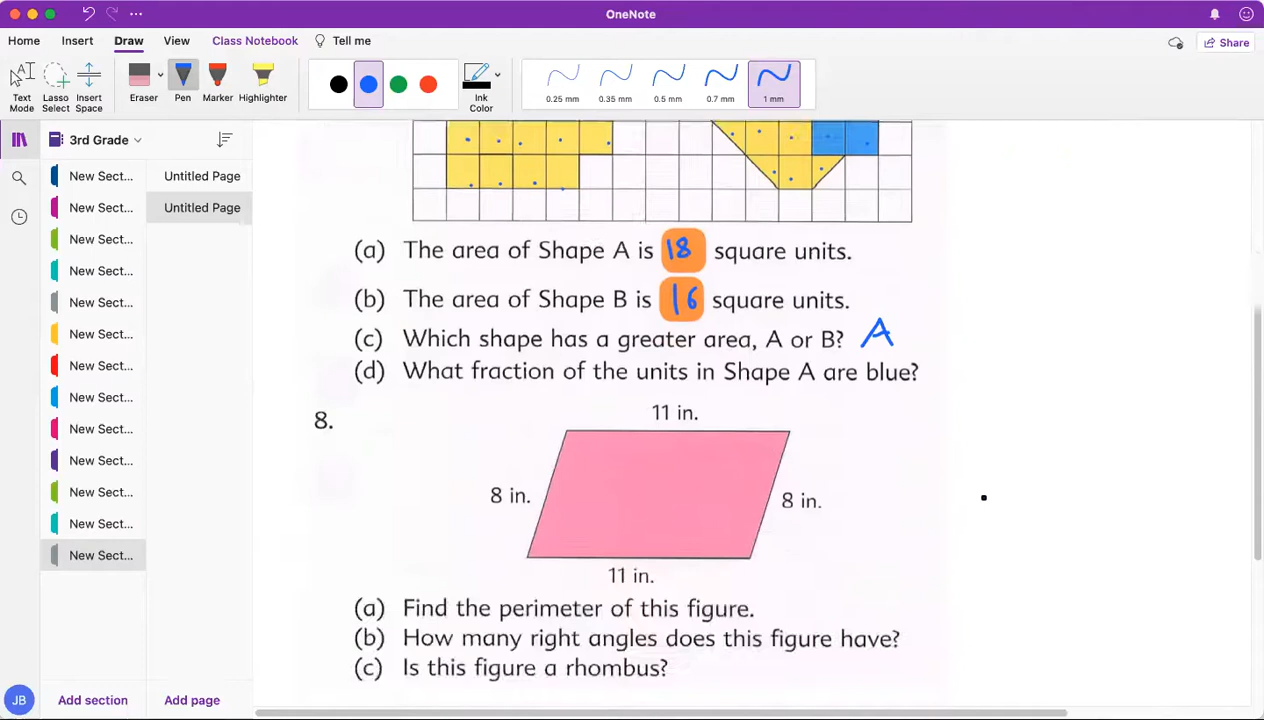 OneNote
Home Insert Draw View Class Notebook Tell me
Share
Text Mode
Lasso Select
Insert Space
Eraser
Pen
Marker
Highlighter
Ink Color
0.25 mm
0.35 mm
0.5 mm
0.7 mm
1 mm
3rd Grade
New Sect...
New Sect...
New Sect...
New Sect...
New Sect...
New Sect...
New Sect...
New Sect...
New Sect...
New Sect...
New Sect...
New Sect...
New Sect...
Untitled Page
Untitled Page
JB
Add section
Add page
(a) The area of Shape A is 18 square units.
(b) The area of Shape B is 16 square units.
(c) Which shape has a greater area, A or B? A
(d) What fraction of the units in Shape A are blue?
8.
11 in.
8 in.
8 in.
11 in.
(a) Find the perimeter of this figure.
(b) How many right angles does this figure have?
(c) Is this figure a rhombus?